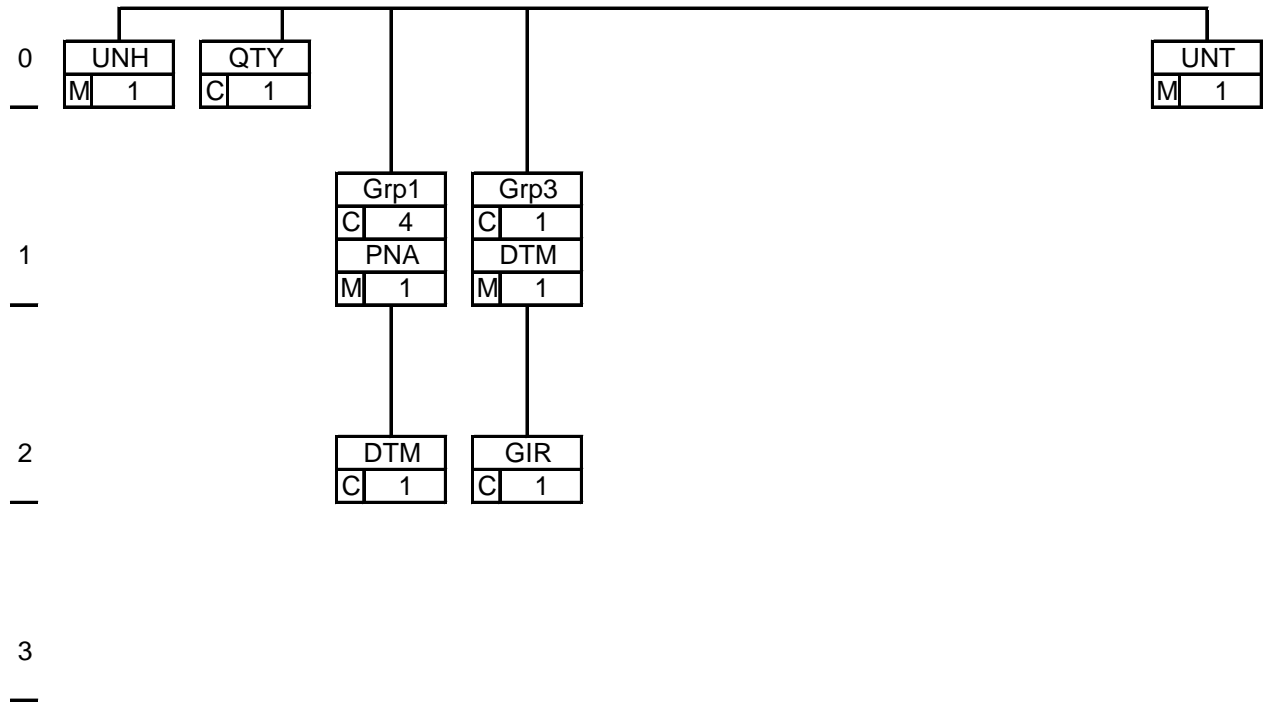 0 UNH QTY UNT
M 1 C 1 M 1
Grp1 Grp3
C 4 C 1
1 PNA DTM
M 1 M 1
2 DTM GIR
C 1 C 1
3